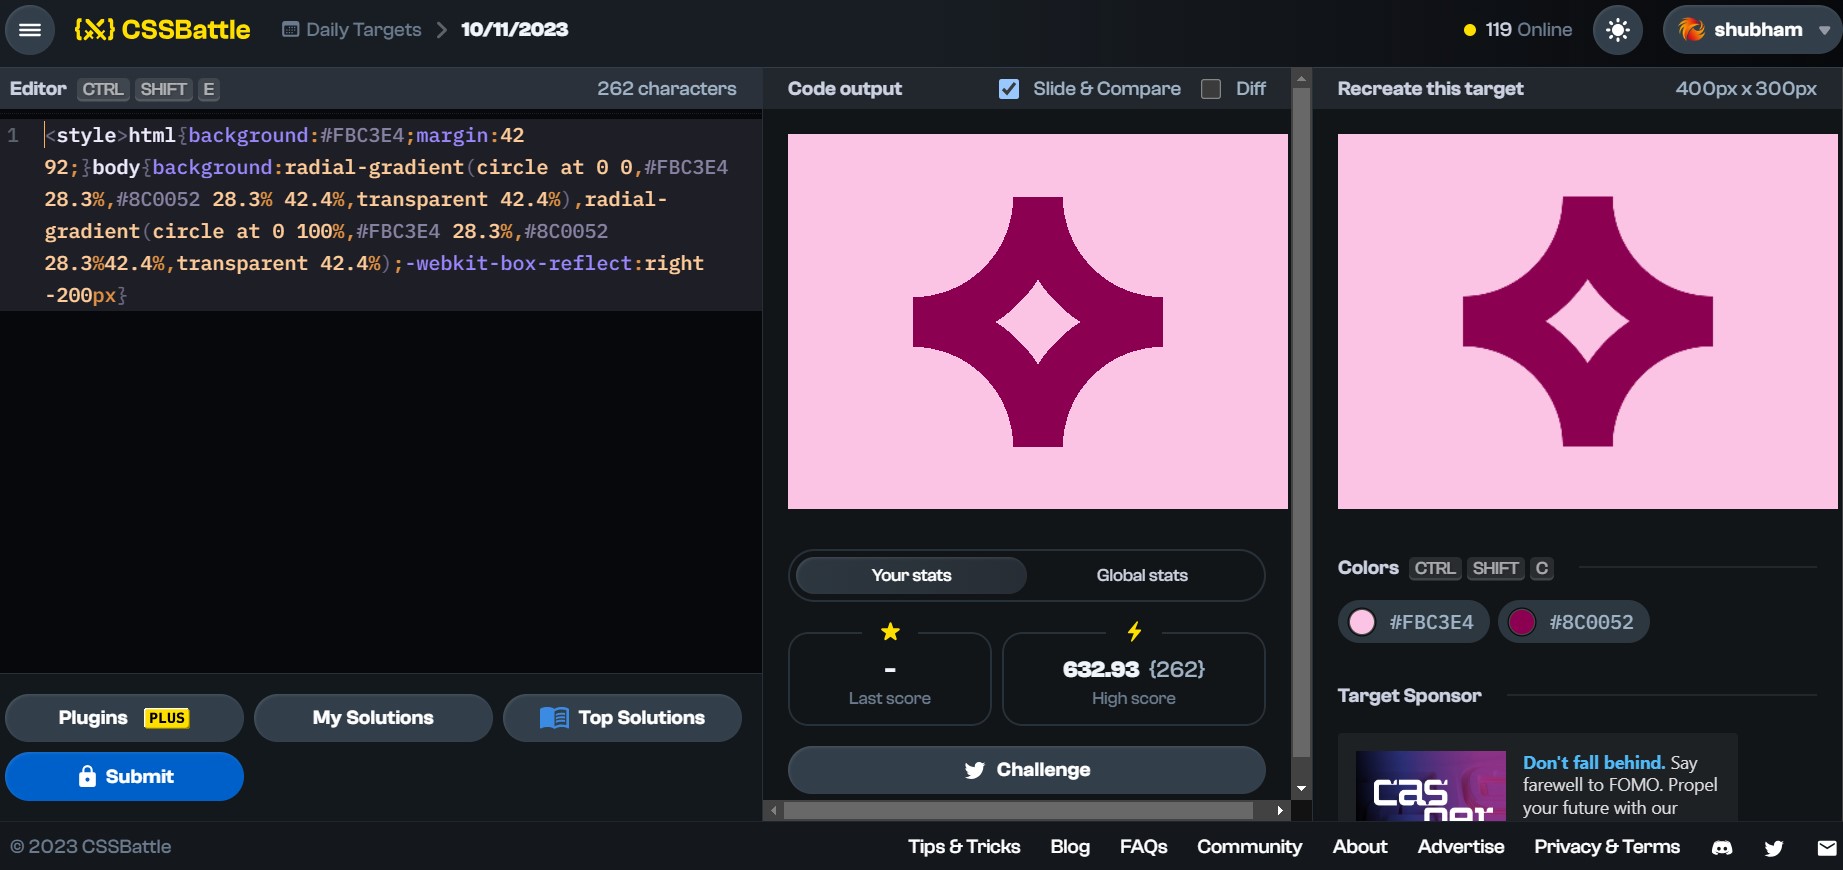 {X} CSSBattle
Daily Targets > 10/11/2023
119 Online
shubham
Editor CTRL SHIFT E
262 characters
1 <style>html{background:#FBC3E4;margin:42
92;}body{background:radial-gradient(circle at 0 0,#FBC3E4
28.3%,#8C0052 28.3% 42.4%,transparent 42.4%),radial-
gradient(circle at 0 100%,#FBC3E4 28.3%,#8C0052
28.3%42.4%,transparent 42.4%);-webkit-box-reflect:right
-200px}
Plugins PLUS
My Solutions
Top Solutions
Submit
Code output
Slide & Compare
Diff
Your stats
Global stats
-
Last score
632.93 {262}
High score
Challenge
Recreate this target
400px x 300px
Colors CTRL SHIFT C
#FBC3E4
#8C0052
Target Sponsor
Don't fall behind. Say
farewell to FOMO. Propel
your future with our
© 2023 CSSBattle
Tips & Tricks
Blog
FAQs
Community
About
Advertise
Privacy & Terms